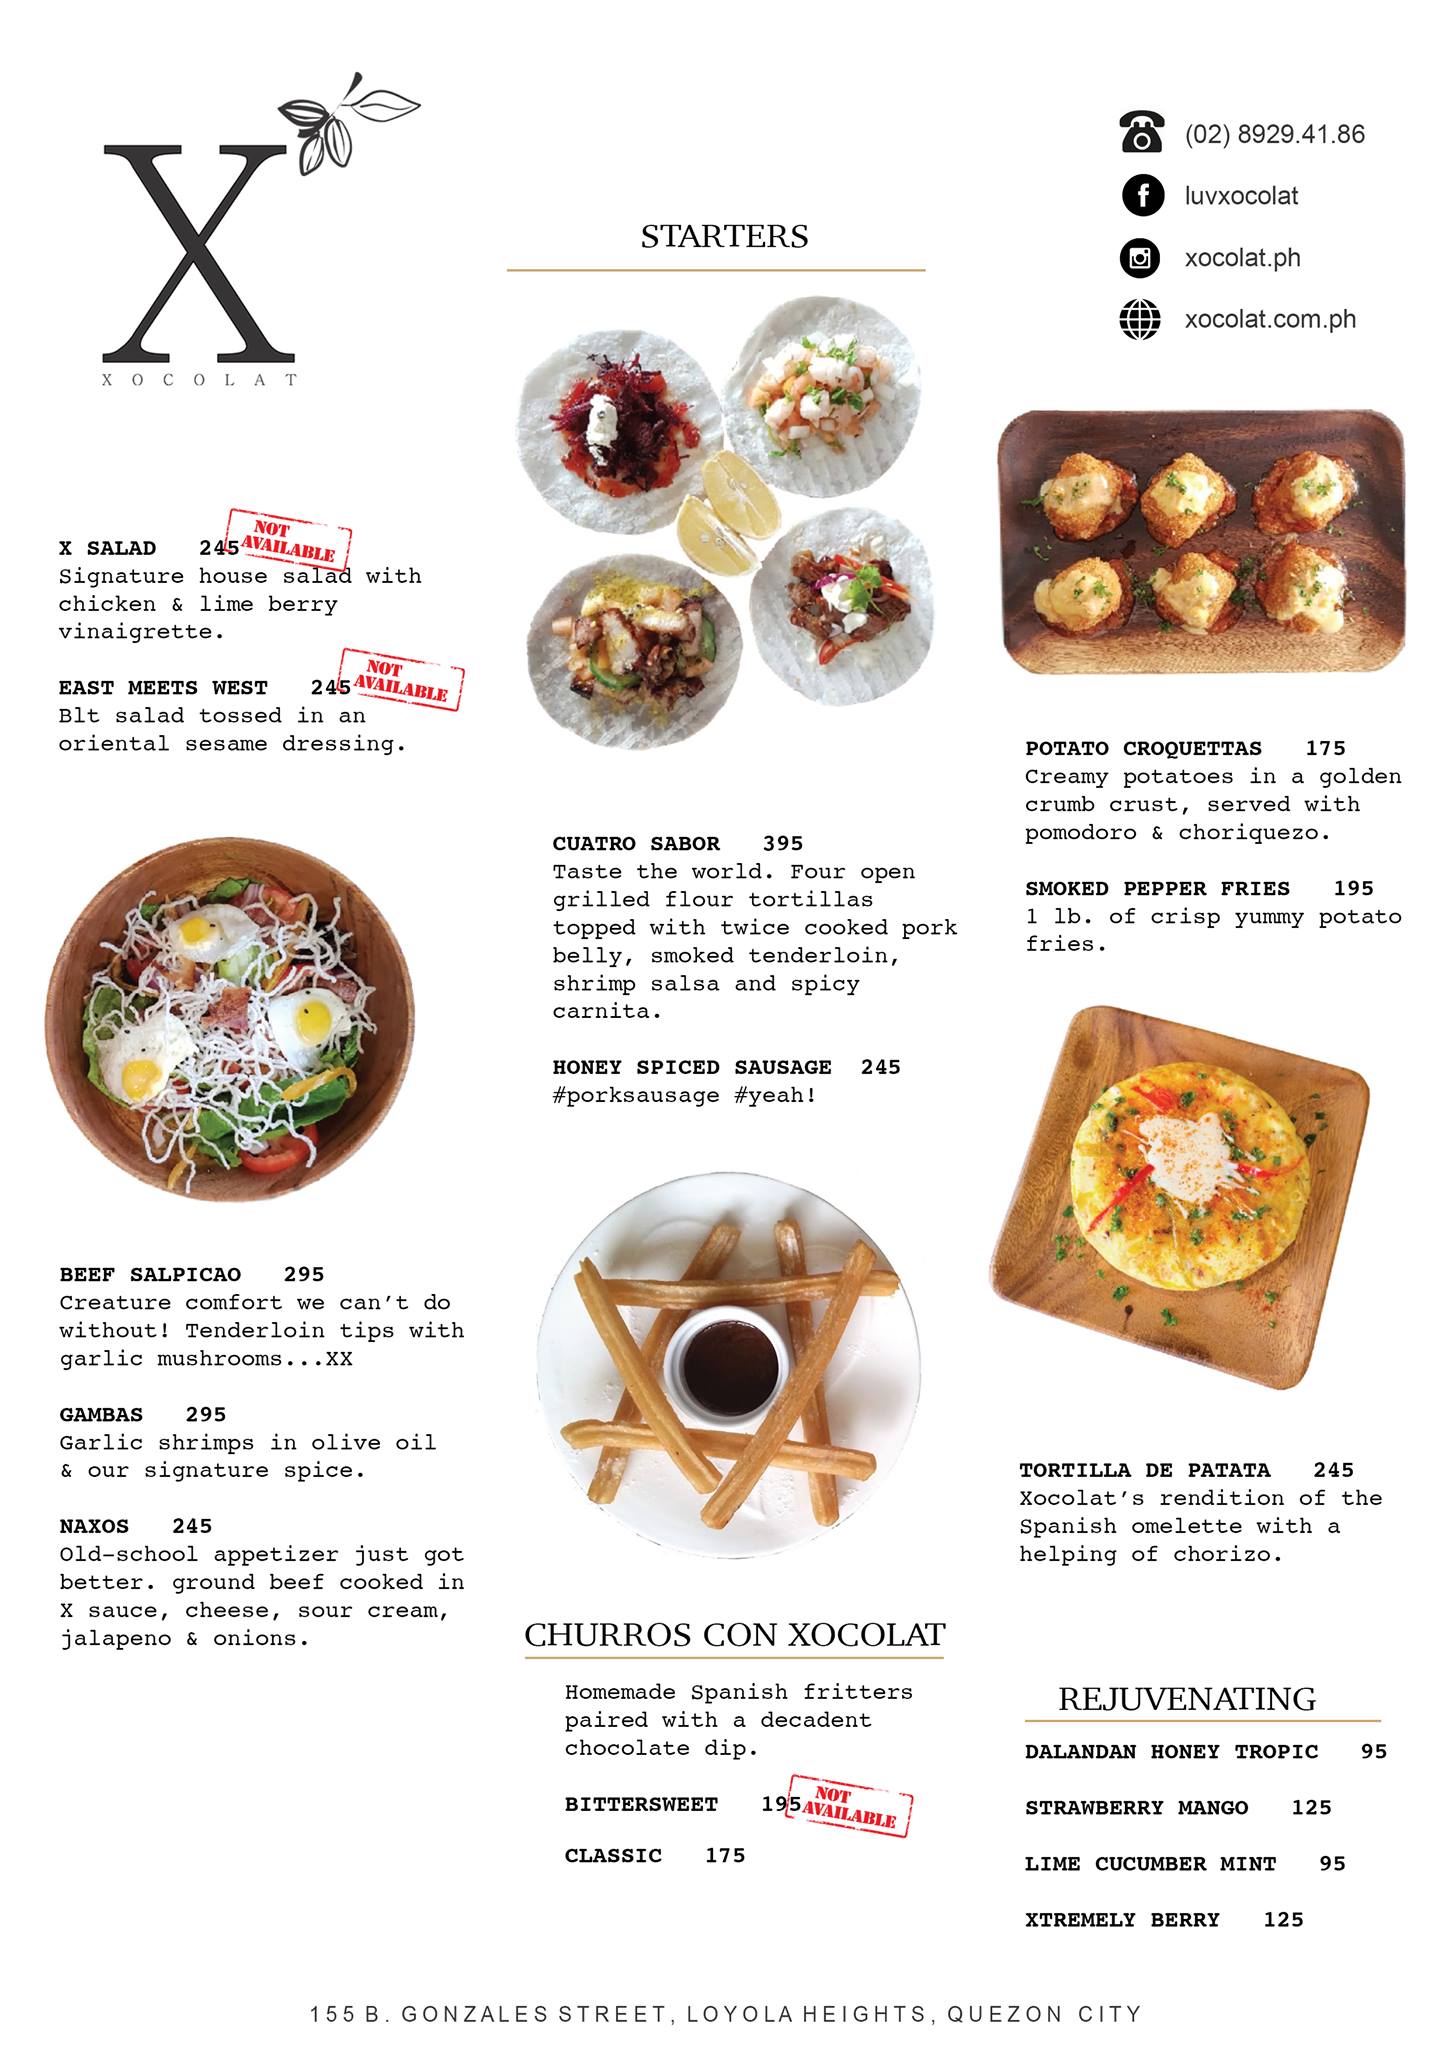 X
XOCOLAT
(02) 8929.41.86
luvxocolat
xocolat.ph
xocolat.com.ph
STARTERS
X SALAD 245
NOT
AVAILABLE
Signature house salad with
chicken & lime berry
vinaigrette.
EAST MEETS WEST 245
NOT
AVAILABLE
Blt salad tossed in an
oriental sesame dressing.
BEEF SALPICAO 295
Creature comfort we can't do
without! Tenderloin tips with
garlic mushrooms...XX
GAMBAS 295
Garlic shrimps in olive oil
& our signature spice.
NAXOS 245
Old-school appetizer just got
better. ground beef cooked in
X sauce, cheese, sour cream,
jalapeno & onions.
CUATRO SABOR 395
Taste the world. Four open
grilled flour tortillas
topped with twice cooked pork
belly, smoked tenderloin,
shrimp salsa and spicy
carnita.
HONEY SPICED SAUSAGE 245
#porksausage #yeah!
CHURROS CON XOCOLAT
Homemade Spanish fritters
paired with a decadent
chocolate dip.
BITTERSWEET 195
NOT
AVAILABLE
CLASSIC 175
POTATO CROQUETTAS 175
Creamy potatoes in a golden
crumb crust, served with
pomodoro & choriquezo.
SMOKED PEPPER FRIES 195
1 lb. of crisp yummy potato
fries.
TORTILLA DE PATATA 245
Xocolat's rendition of the
Spanish omelette with a
helping of chorizo.
REJUVENATING
DALANDAN HONEY TROPIC 95
STRAWBERRY MANGO 125
LIME CUCUMBER MINT 95
XTREMELY BERRY 125
155 B. GONZALES STREET, LOYOLA HEIGHTS, QUEZON CITY